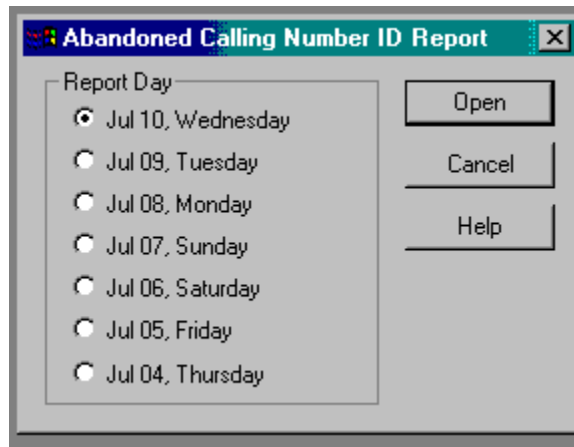 Abandoned Calling Number ID Report
Report Day
Jul 10, Wednesday
Jul 09, Tuesday
Jul 08, Monday
Jul 07, Sunday
Jul 06, Saturday
Jul 05, Friday
Jul 04, Thursday
Open
Cancel
Help